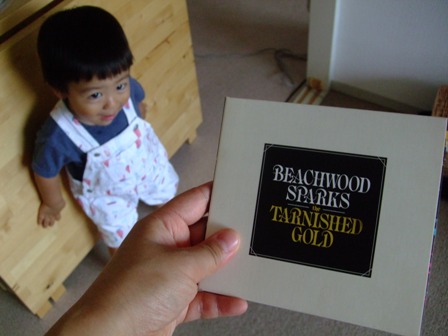 BEACHWOOD
SPARKS
the
TARNISHED
GOLD